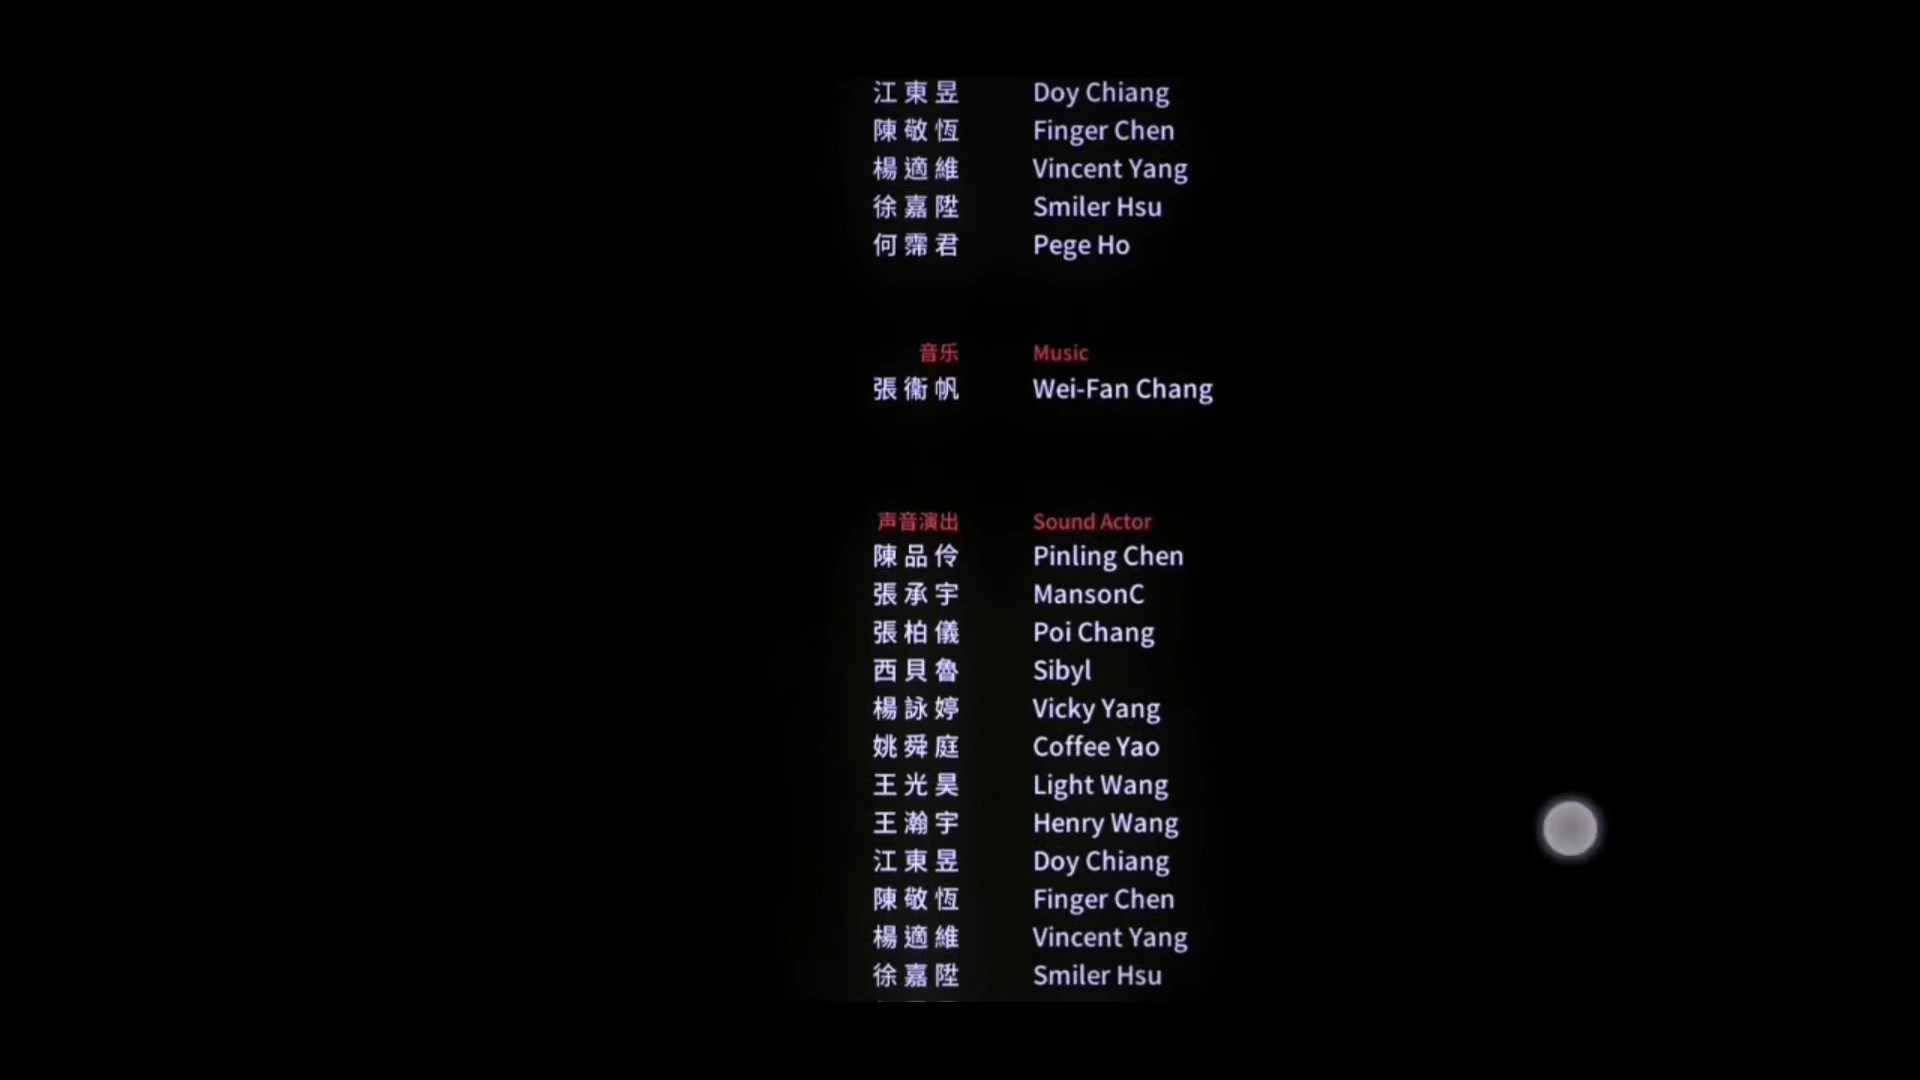 江東昱 Doy Chiang
陳敬恆 Finger Chen
楊適維 Vincent Yang
徐嘉陞 Smiler Hsu
何霈君 Pege Ho
音乐 Music
張衞帆 Wei-Fan Chang
声音演出 Sound Actor
陳品伶 Pinling Chen
張承宇 MansonC
張柏儀 Poi Chang
西貝魯 Sibyl
楊詠婷 Vicky Yang
姚舜庭 Coffee Yao
王光昊 Light Wang
王瀚宇 Henry Wang
江東昱 Doy Chiang
陳敬恆 Finger Chen
楊適維 Vincent Yang
徐嘉陞 Smiler Hsu